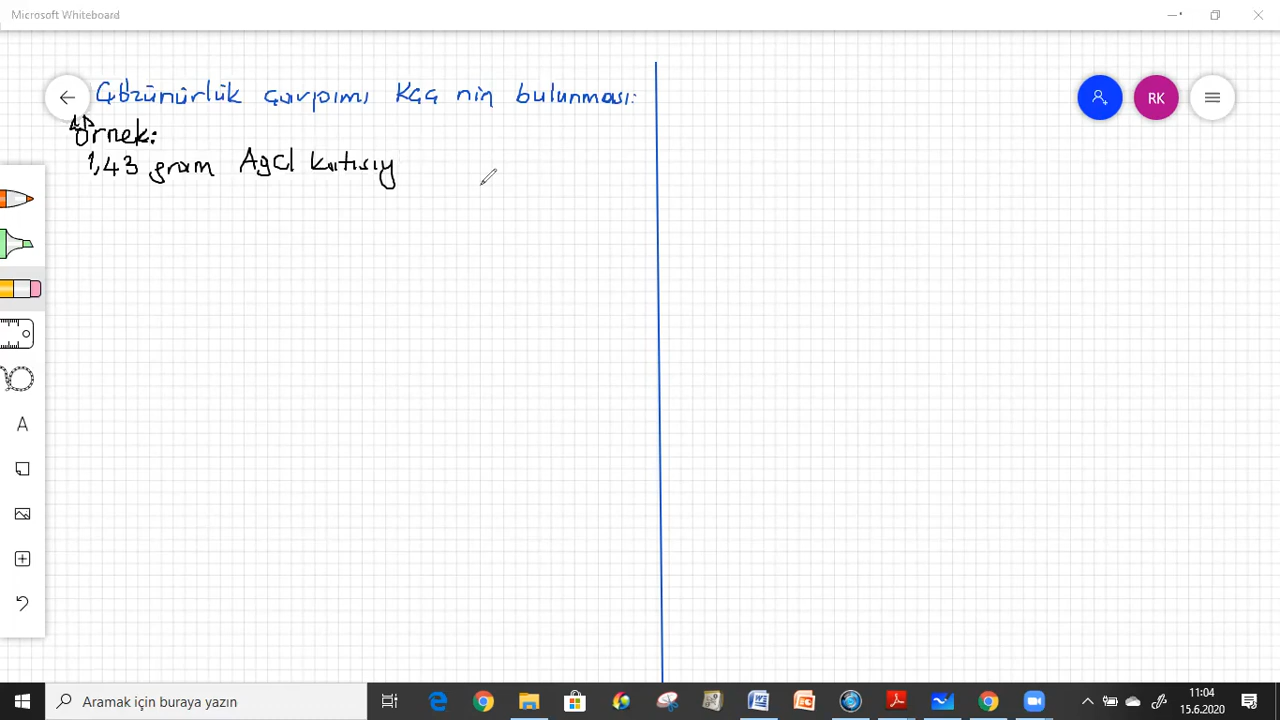 Microsoft Whiteboard
Çözünürlük çarpımı Kçç nin bulunması:
Örnek:
1,43 gram AgCl katısıy
RK
A
Aramak için buraya yazın
11:04
15.6.2020